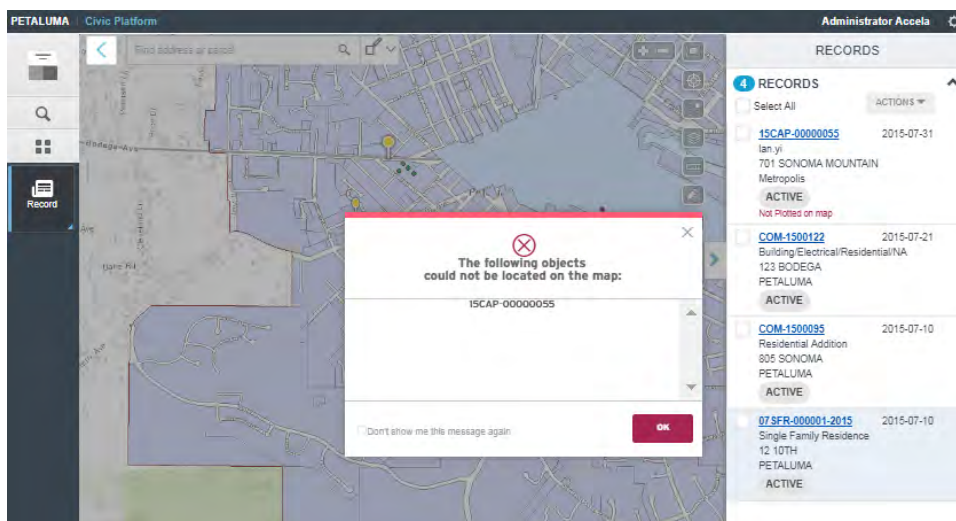 PETALUMA Civic Platform
Administrator Accela
Find address or parcel
Record
Bodega Ave
The following objects
could not be located on the map:
15CAP-00000055
Don't show me this message again
OK
RECORDS
4 RECORDS
Select All
ACTIONS
15CAP-00000055 2015-07-31
Ian.yi
701 SONOMA MOUNTAIN
Metropolis
ACTIVE
Not Plotted on map
COM-1500122 2015-07-21
Building/Electrical/Residential/NA
123 BODEGA
PETALUMA
ACTIVE
COM-1500095 2015-07-10
Residential Addition
805 SONOMA
PETALUMA
ACTIVE
07SFR-000001-2015 2015-07-10
Single Family Residence
12 10TH
PETALUMA
ACTIVE